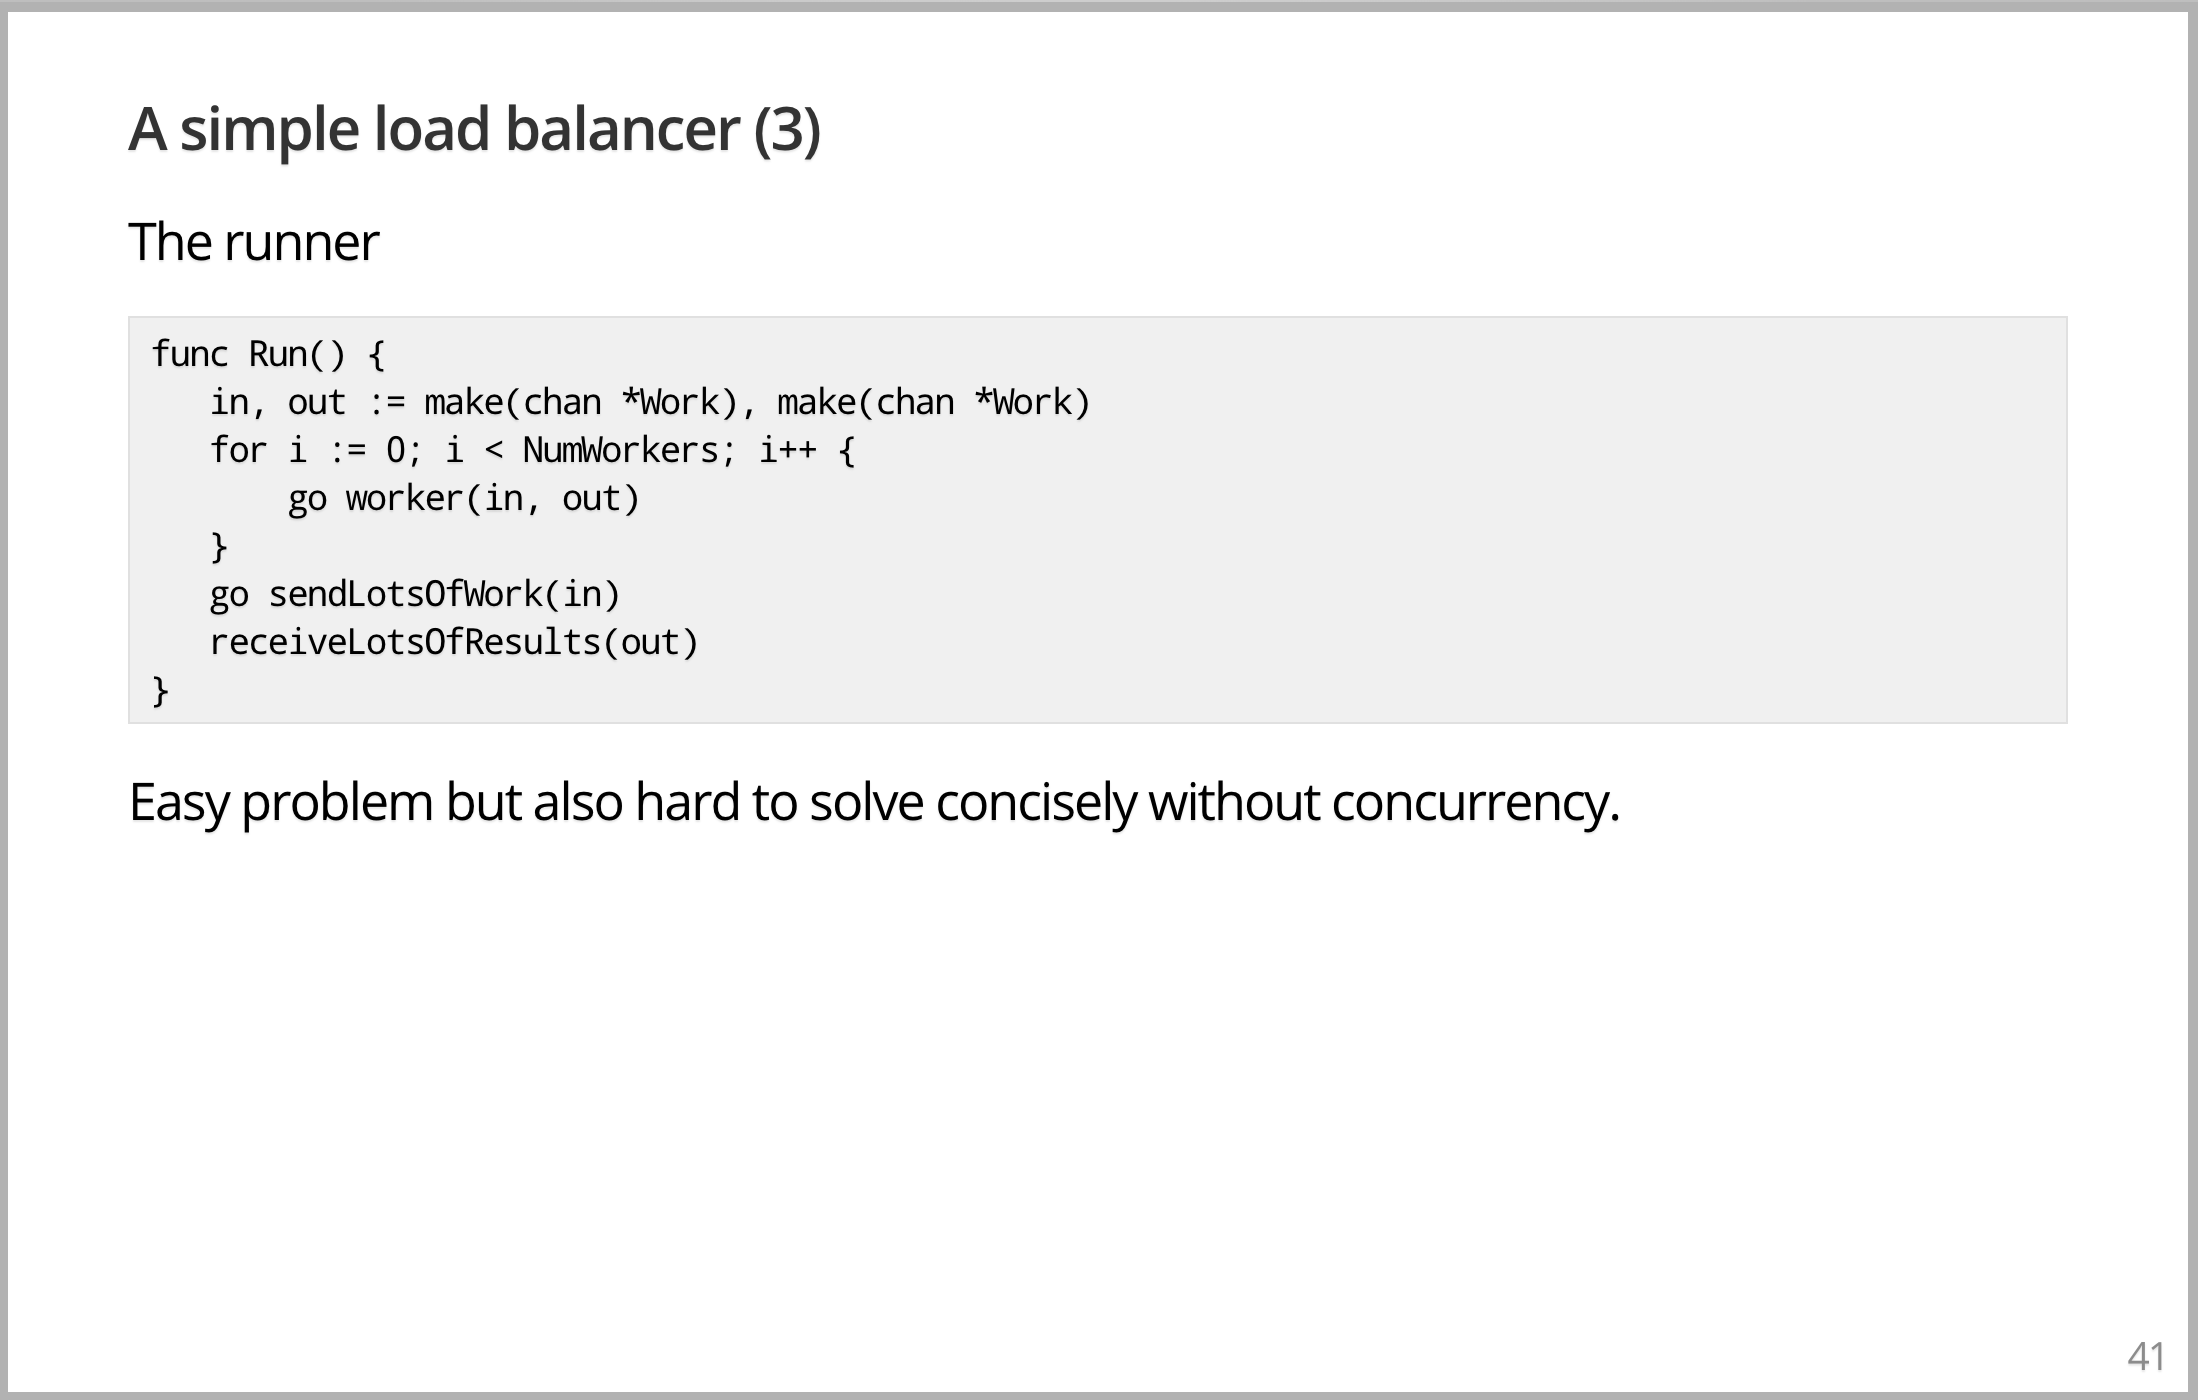 A simple load balancer (3)
The runner
func Run() {
   in, out := make(chan *Work), make(chan *Work)
   for i := 0; i < NumWorkers; i++ {
       go worker(in, out)
   }
   go sendLotsOfWork(in)
   receiveLotsOfResults(out)
}
Easy problem but also hard to solve concisely without concurrency.
41